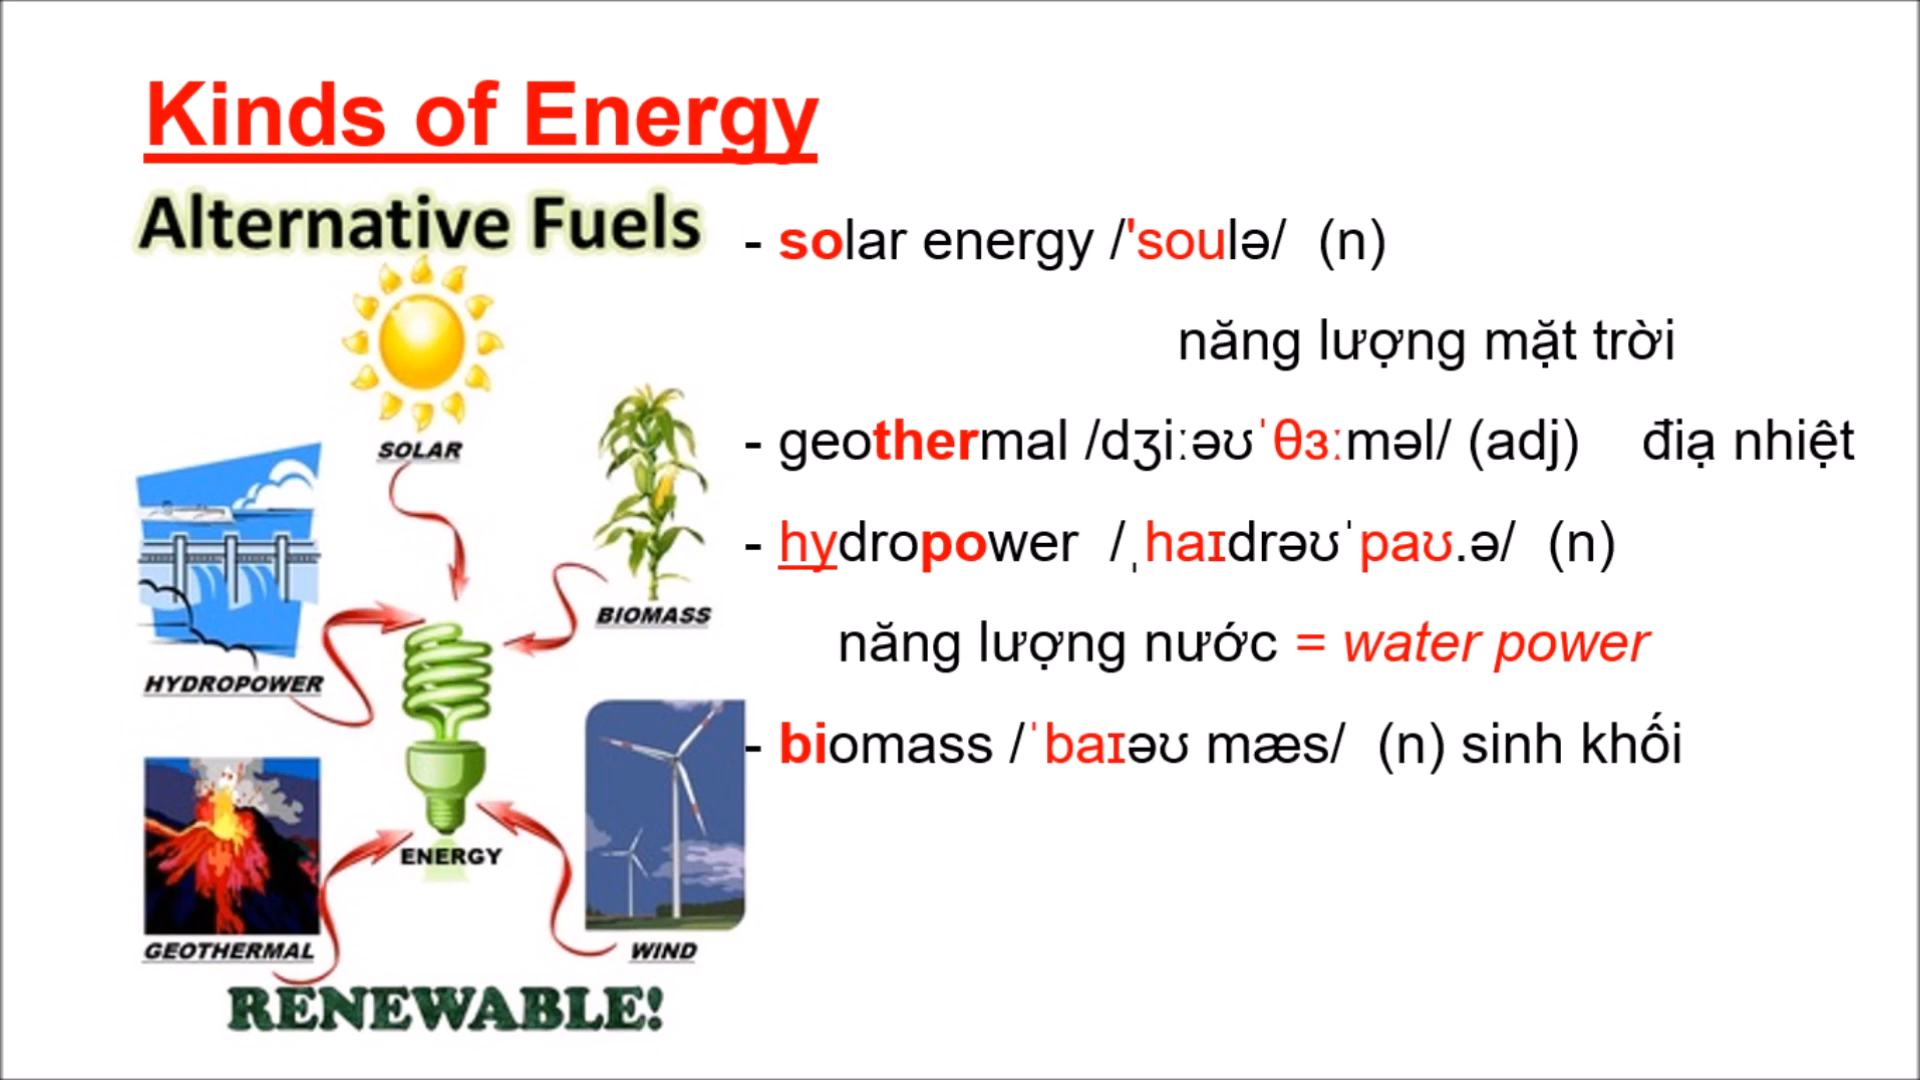 Kinds of Energy
Alternative Fuels
SOLAR
BIOMASS
HYDROPOWER
ENERGY
GEOTHERMAL
WIND
RENEWABLE!
- solar energy /'soulə/ (n)
năng lượng mặt trời
- geothermal /dʒiːəʊˈθɜːməl/ (adj) điạ nhiệt
- hydropower /ˌhaɪdrəʊˈpaʊ.ə/ (n)
năng lượng nước = water power
- biomass /ˈbaɪəʊ mæs/ (n) sinh khối